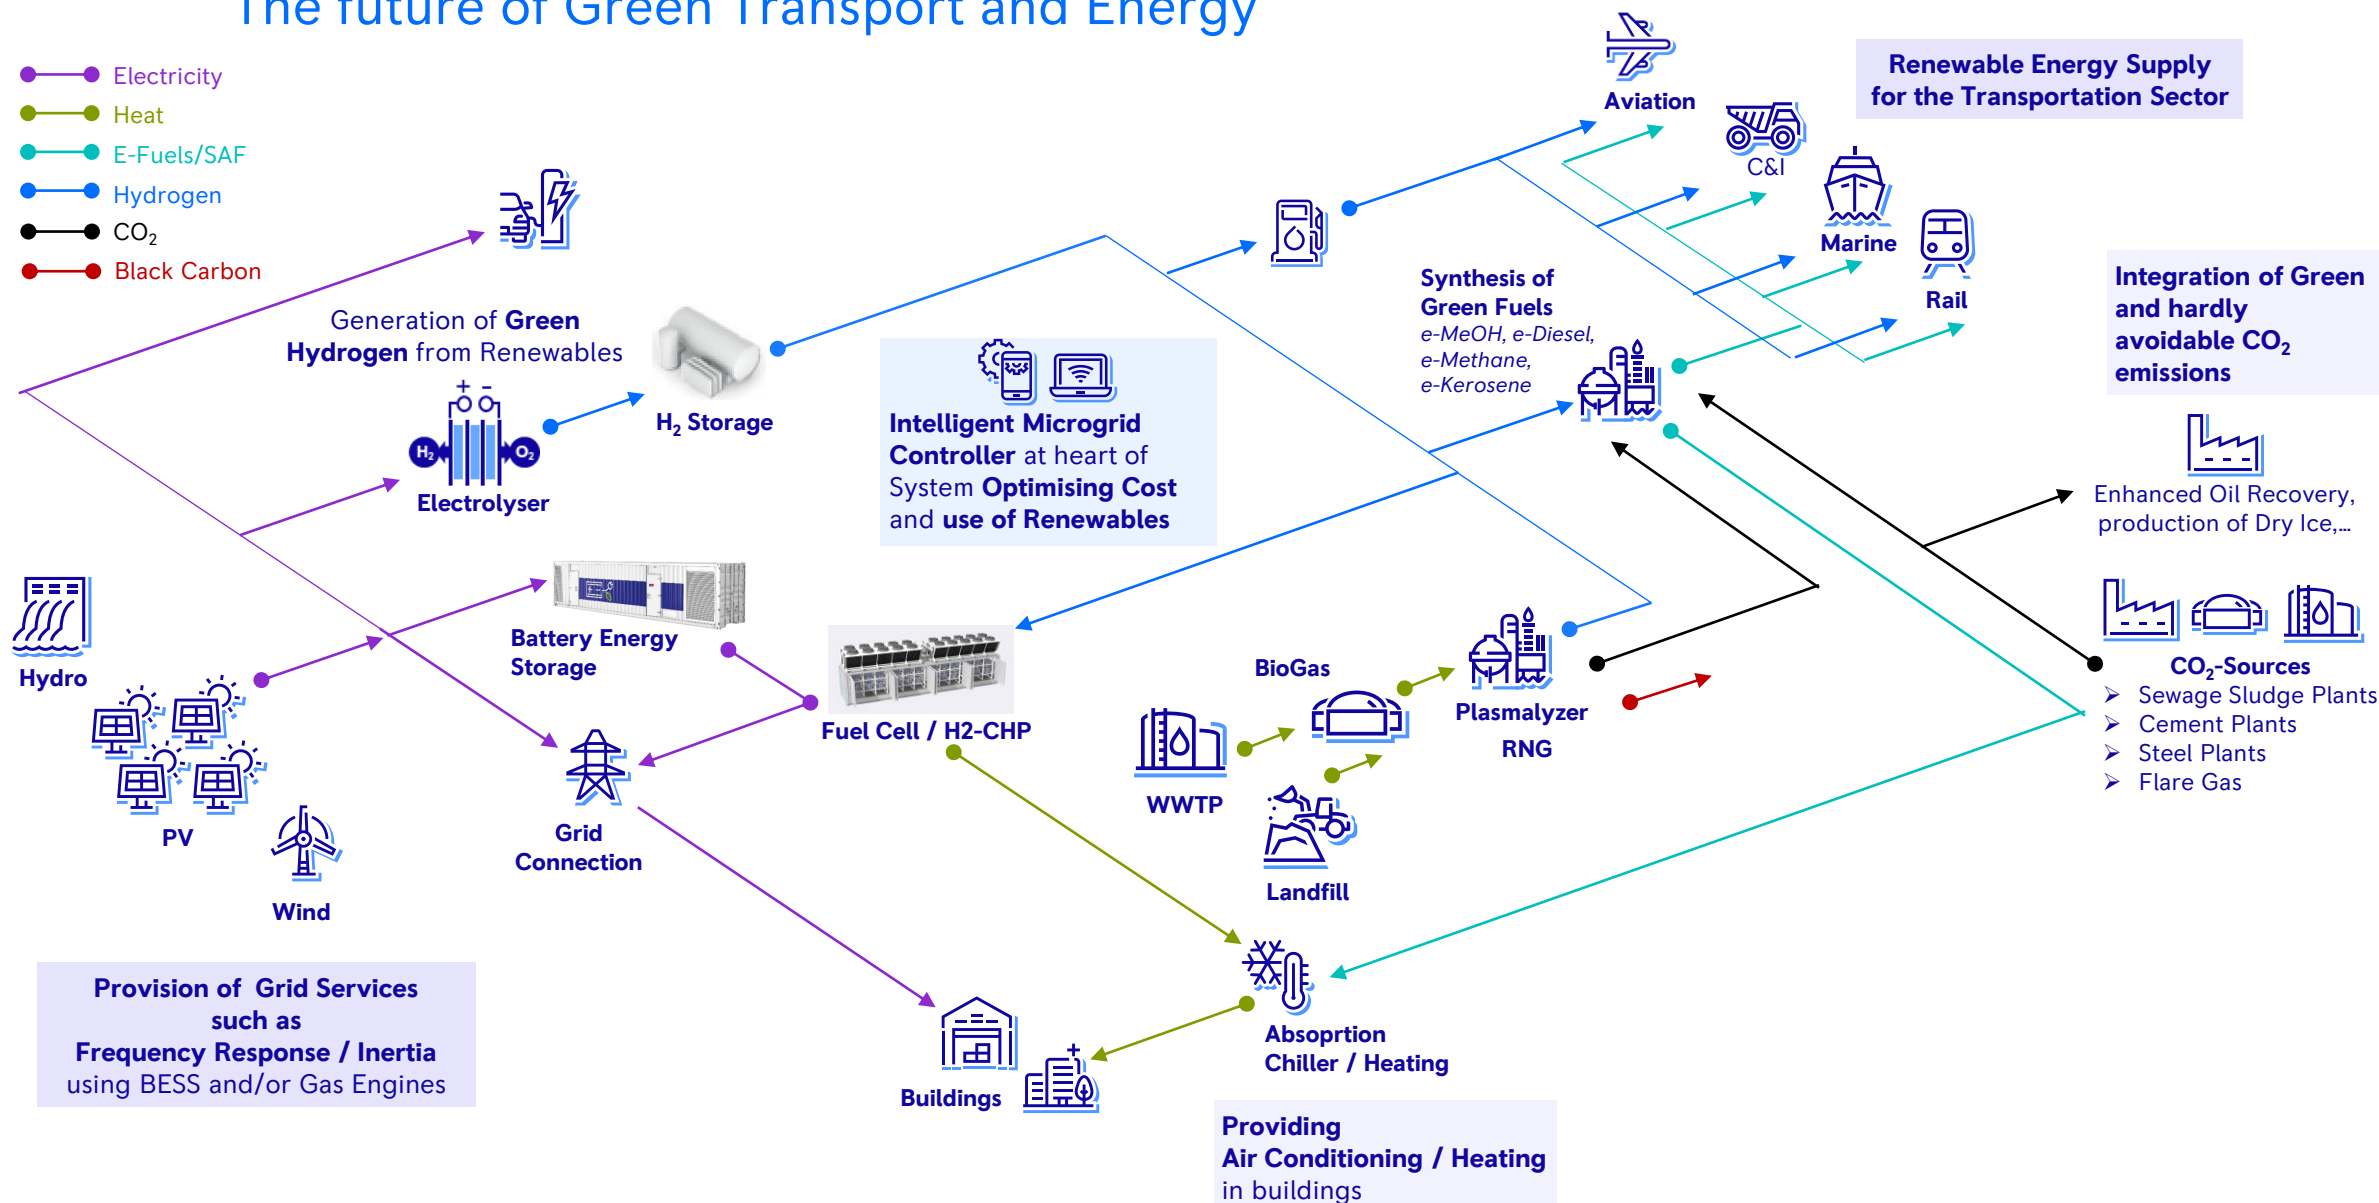 The future of Green Transport and Energy
Electricity
Heat
E-Fuels/SAF
Hydrogen
CO₂
Black Carbon
Aviation
Renewable Energy Supply
for the Transportation Sector
C&I
Marine
Rail
Synthesis of
Green Fuels
e-MeOH, e-Diesel,
e-Methane,
e-Kerosene
Integration of Green
and hardly
avoidable CO₂
emissions
Generation of Green
Hydrogen from Renewables
+ −
H₂
O₂
Electrolyser
H₂ Storage
Intelligent Microgrid
Controller at heart of
System Optimising Cost
and use of Renewables
Enhanced Oil Recovery,
production of Dry Ice,...
Hydro
Battery Energy
Storage
Fuel Cell / H2-CHP
BioGas
Plasmalyzer
RNG
WWTP
Landfill
CO₂-Sources
➢ Sewage Sludge Plants
➢ Cement Plants
➢ Steel Plants
➢ Flare Gas
PV
Wind
Grid
Connection
Provision of Grid Services
such as
Frequency Response / Inertia
using BESS and/or Gas Engines
Buildings
Absoprtion
Chiller / Heating
Providing
Air Conditioning / Heating
in buildings